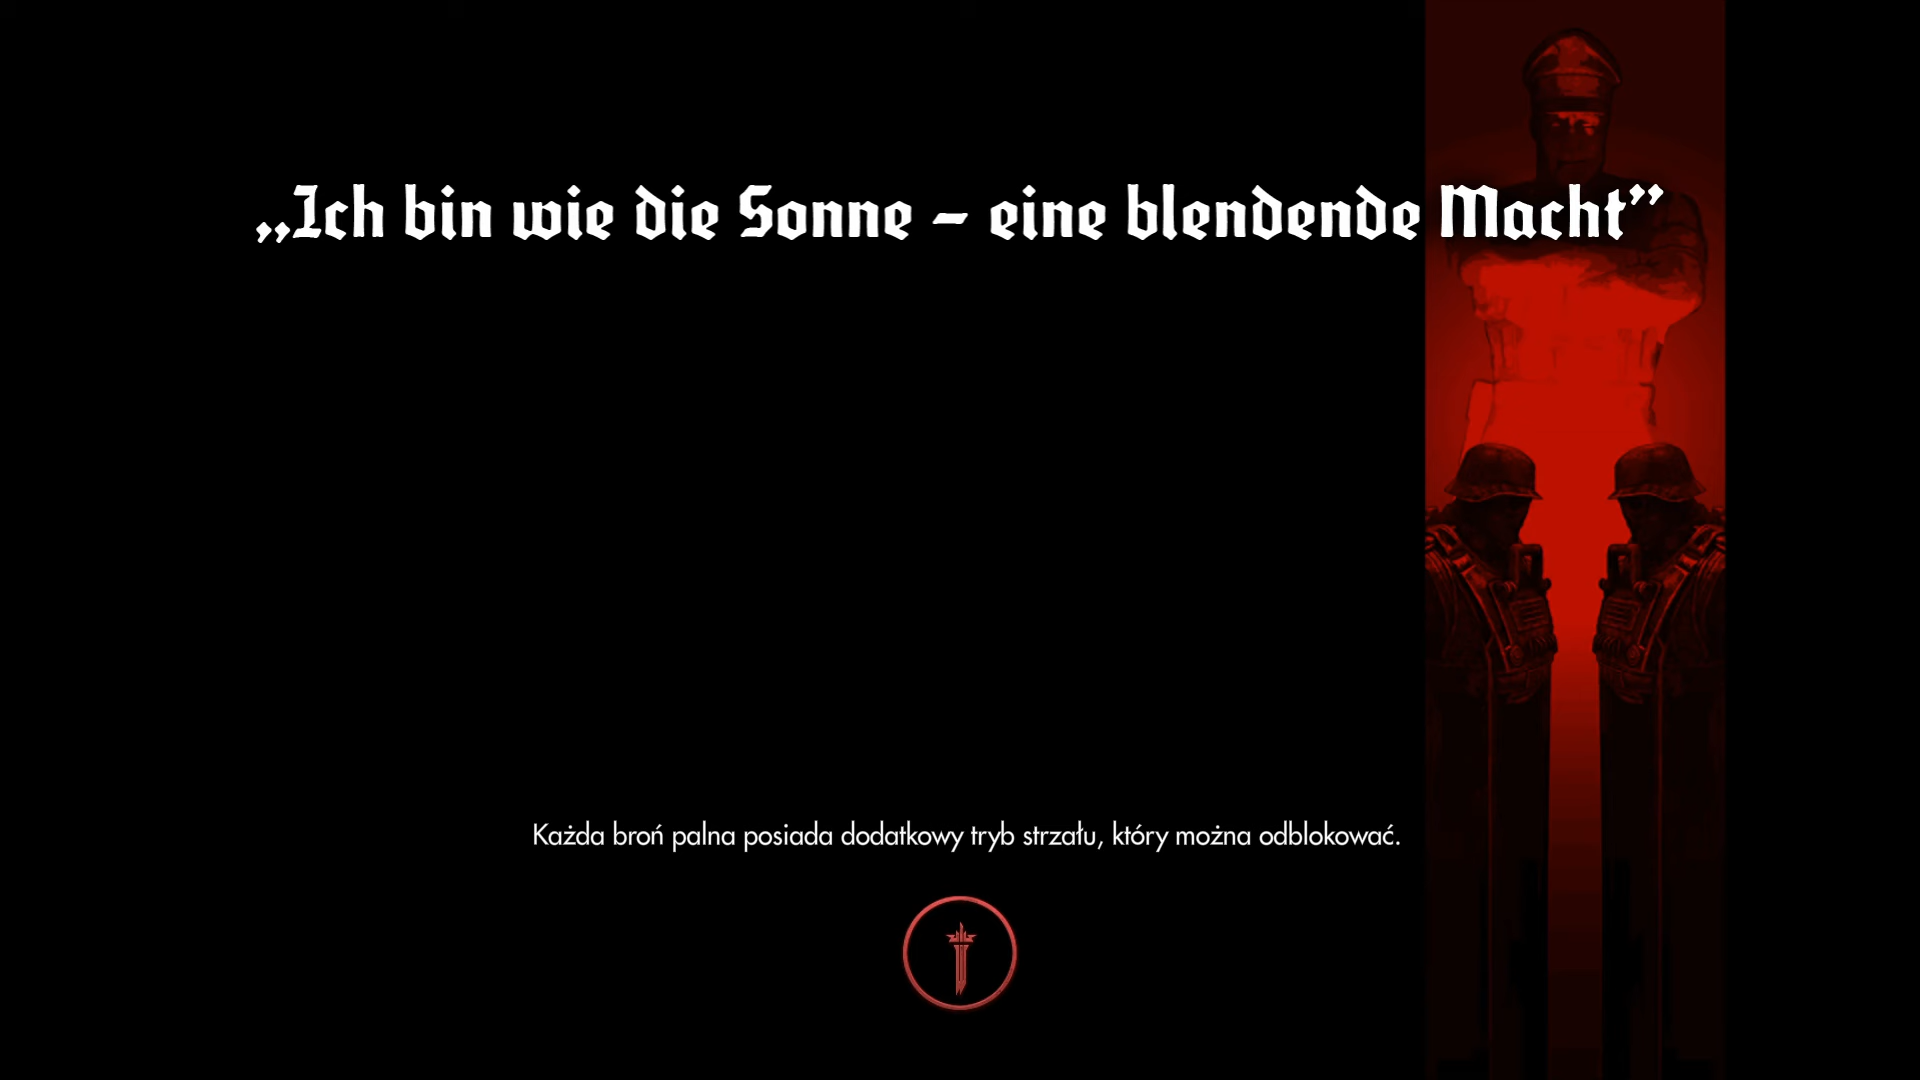 „Ich bin wie die Sonne – eine blendende Macht”
Każda broń palna posiada dodatkowy tryb strzału, który można odblokować.